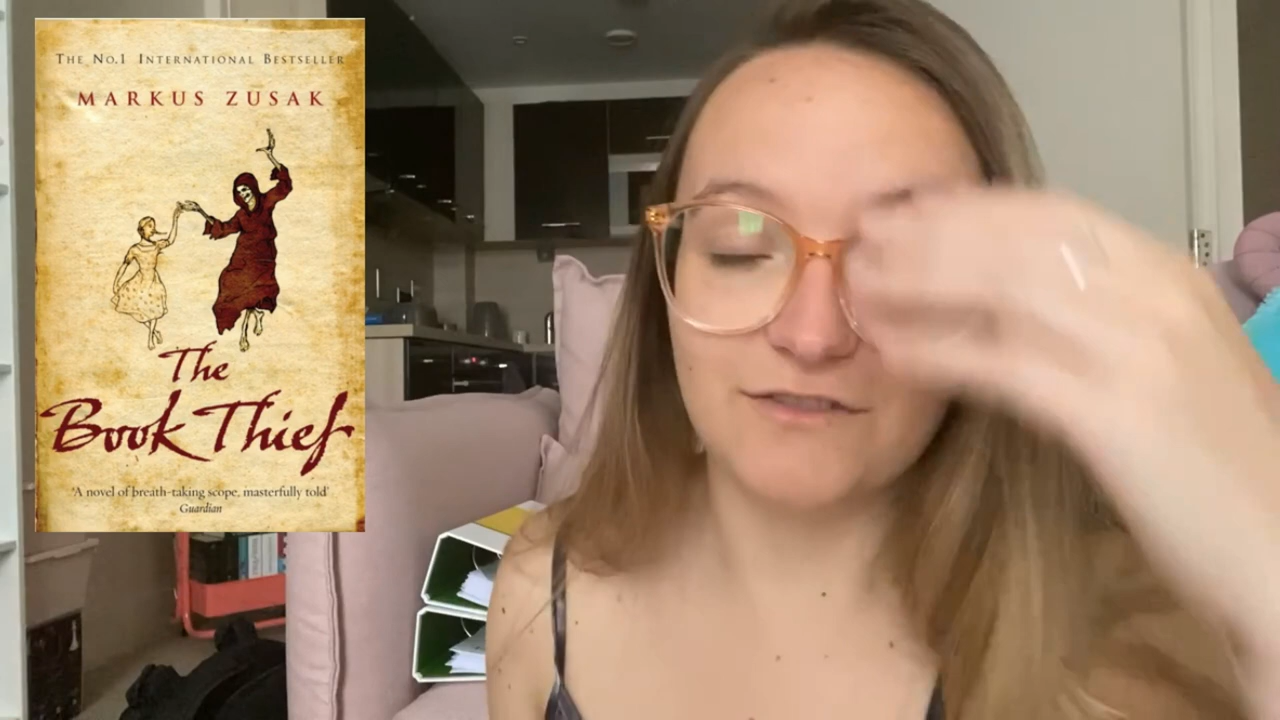 THE NO.1 INTERNATIONAL BESTSELLER
MARKUS ZUSAK
The
Book Thief
'A novel of breath-taking scope, masterfully told'
Guardian